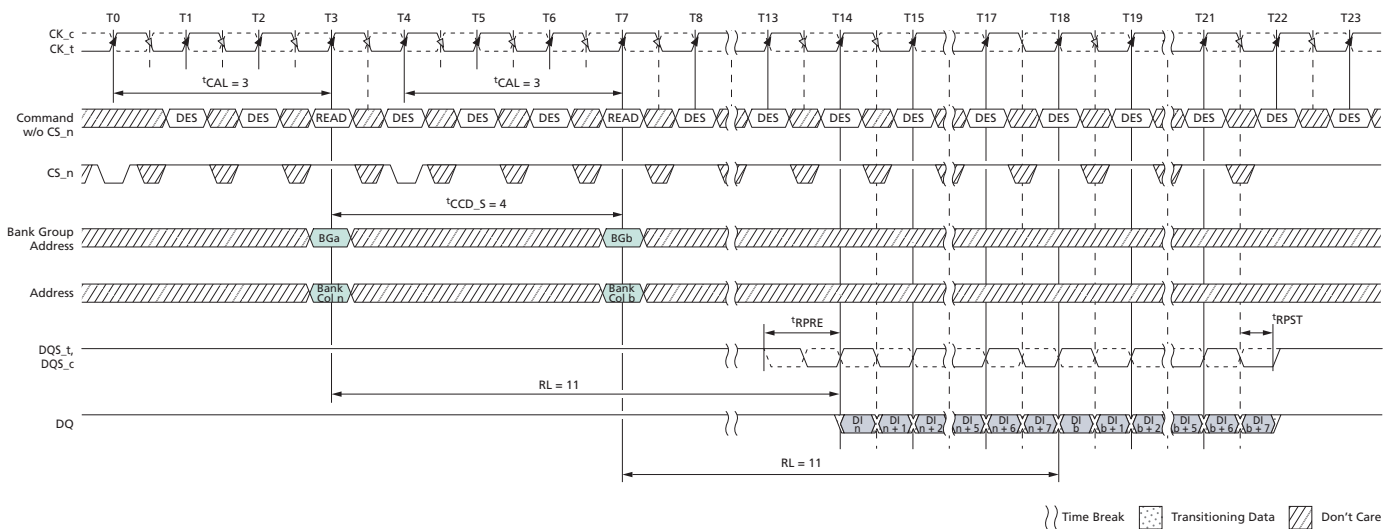 T0 T1 T2 T3 T4 T5 T6 T7 T8 T13 T14 T15 T17 T18 T19 T21 T22 T23
CK_c
CK_t
tCAL = 3 tCAL = 3
Command
w/o CS_n
DES DES READ DES DES DES READ DES DES DES DES DES DES DES DES DES DES
CS_n
tCCD_S = 4
Bank Group
Address
BGa BGb
Address
Bank
Col n
Bank
Col b
tRPRE tRPST
DQS_t,
DQS_c
RL = 11
DQ
DI
n
DI
n + 1
DI
n + 2
DI
n + 5
DI
n + 6
DI
n + 7
DI
b
DI
b + 1
DI
b + 2
DI
b + 5
DI
b + 6
DI
b + 7
RL = 11
Time Break Transitioning Data Don't Care